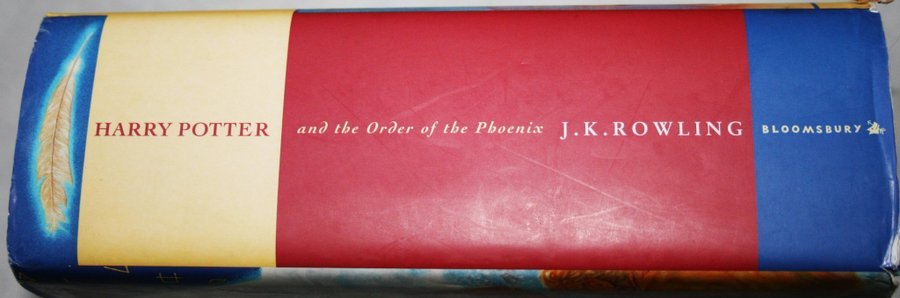 HARRY POTTER and the Order of the Phoenix J.K.ROWLING BLOOMSBURY